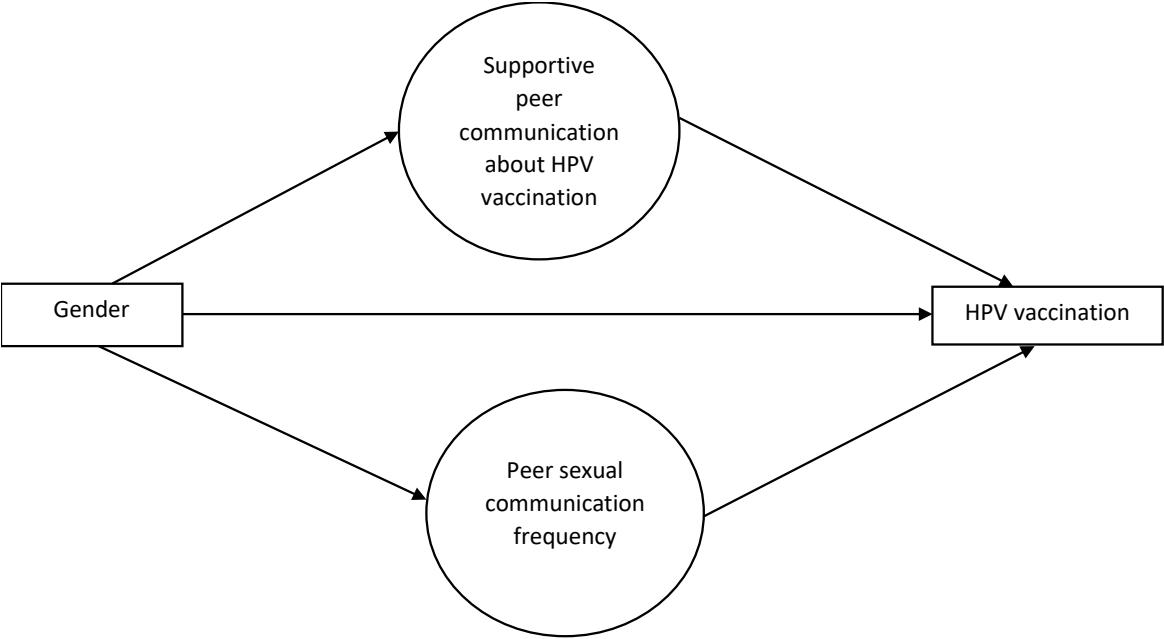 Supportive
peer
communication
about HPV
vaccination
Gender
HPV vaccination
Peer sexual
communication
frequency